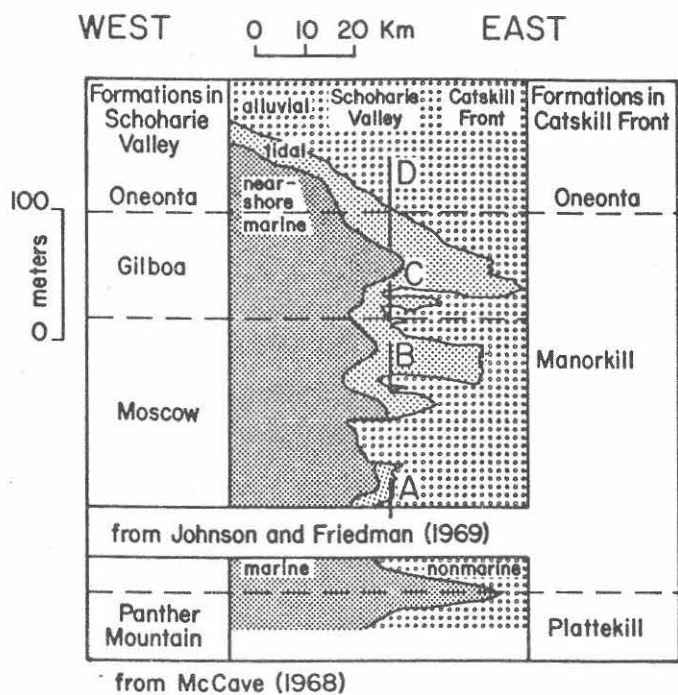 WEST EAST
0 10 20 Km
Formations in Schoharie Valley
alluvial
Schoharie Valley
Catskill Front
Formations in Catskill Front
tidal
near-shore marine
D
Oneonta
Oneonta
100
0
meters
Gilboa
C
B
Manorkill
Moscow
A
from Johnson and Friedman (1969)
marine
nonmarine
Panther Mountain
Plattekill
from McCave (1968)